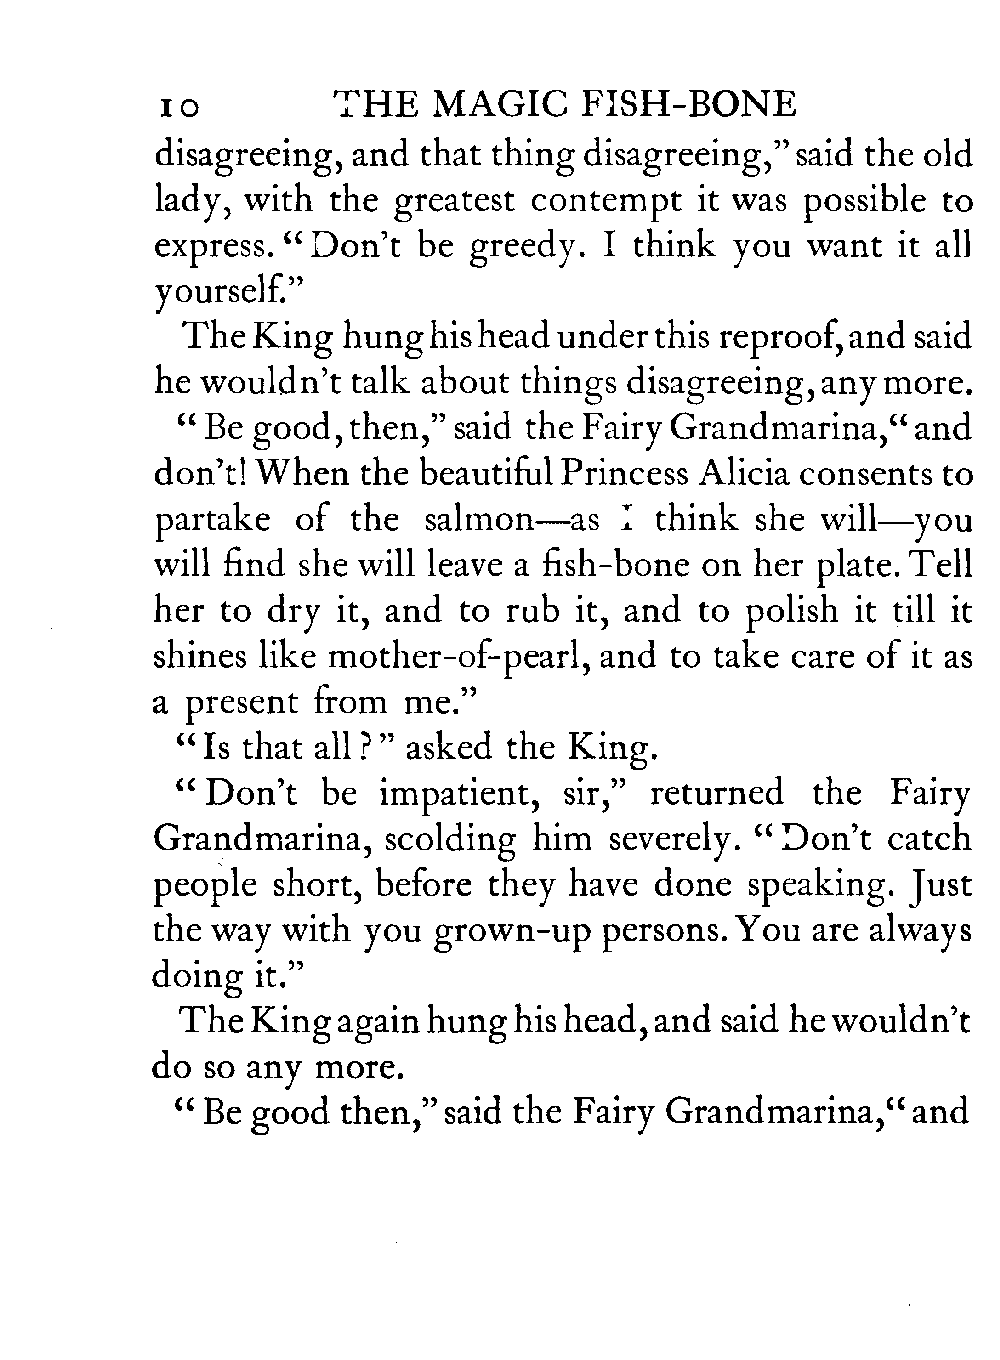 10 THE MAGIC FISH-BONE
disagreeing, and that thing disagreeing,” said the old
lady, with the greatest contempt it was possible to
express. “Don’t be greedy. I think you want it all
yourself.”
The King hung his head under this reproof, and said
he wouldn’t talk about things disagreeing, any more.
“Be good, then,” said the Fairy Grandmarina, “and
don’t! When the beautiful Princess Alicia consents to
partake of the salmon—as I think she will—you
will find she will leave a fish-bone on her plate. Tell
her to dry it, and to rub it, and to polish it till it
shines like mother-of-pearl, and to take care of it as
a present from me.”
“Is that all?” asked the King.
“Don’t be impatient, sir,” returned the Fairy
Grandmarina, scolding him severely. “Don’t catch
people short, before they have done speaking. Just
the way with you grown-up persons. You are always
doing it.”
The King again hung his head, and said he wouldn’t
do so any more.
“Be good then,” said the Fairy Grandmarina, “and